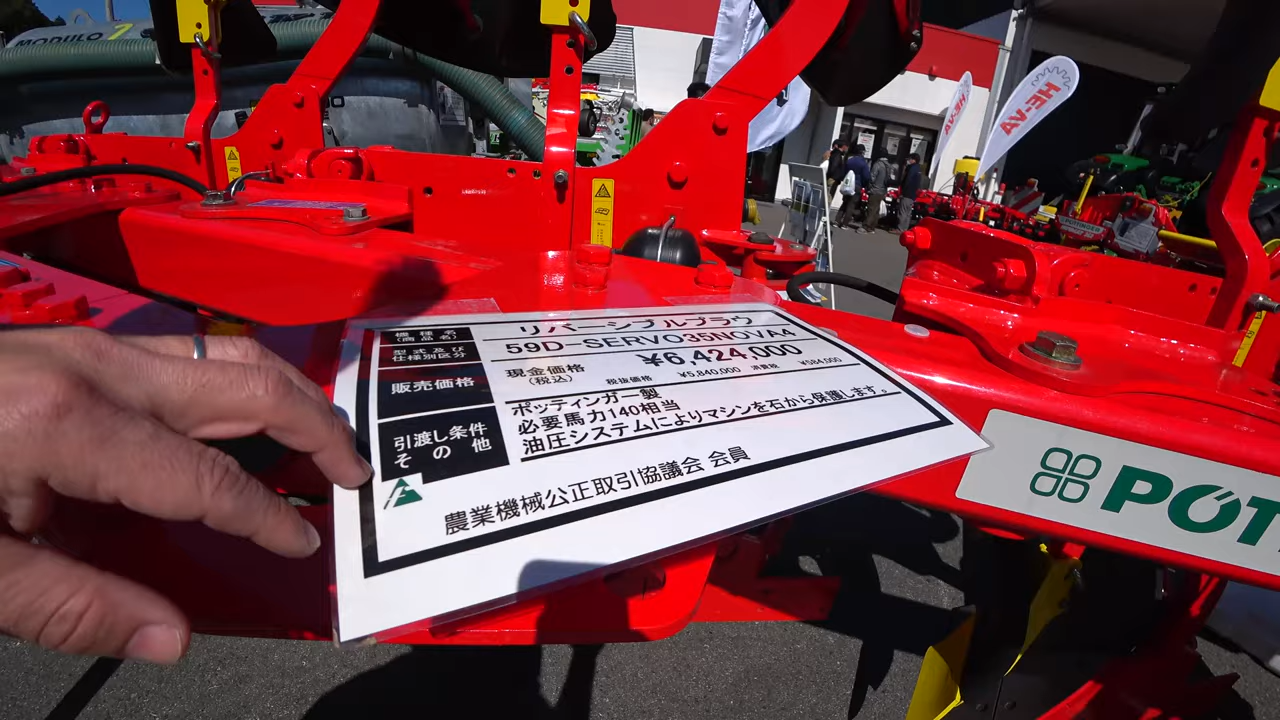 MODULO 7
HE-VA
HE-VA
機種名
(商品名)
リバーシブルプラウ
型式及び
仕様別区分
59D-SERVO35NOVA4
販売価格
現金価格
(税込)
¥6,424,000
税抜価格 ¥5,840,000 消費税 ¥584,000
引渡し条件
その他
ポッティンガー製
必要馬力140相当
油圧システムによりマシンを石から保護します。
農業機械公正取引協議会 会員
PÖT